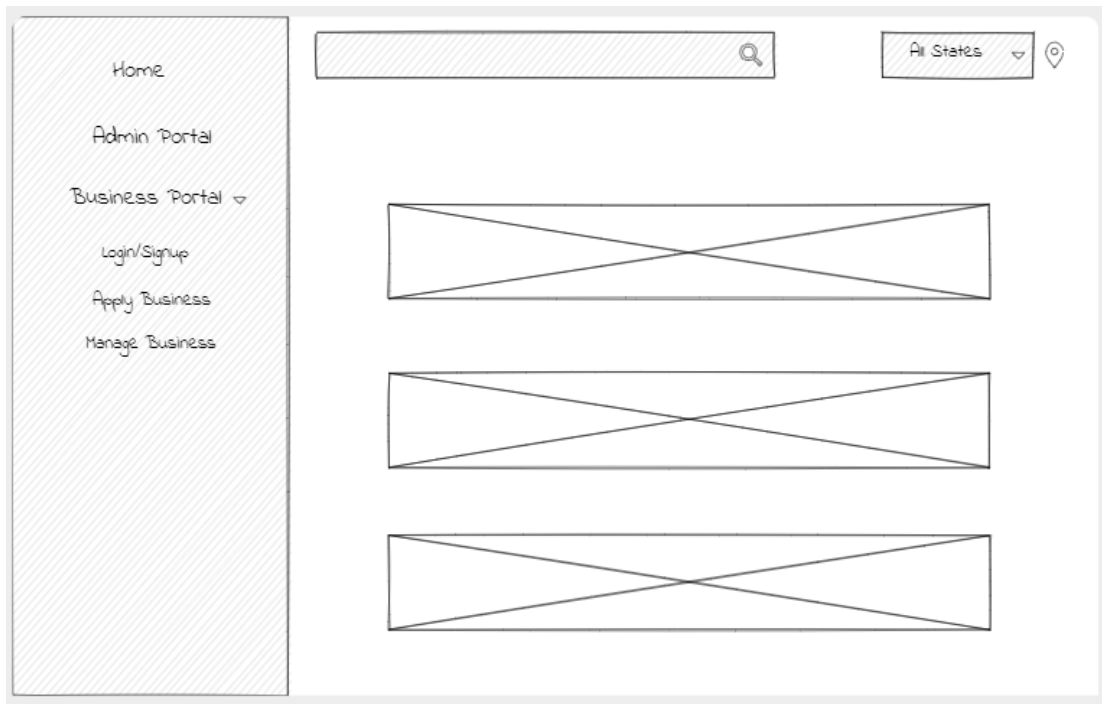 Home
All States
Admin Portal
Business Portal
Login/Signup
Apply Business
Manage Business